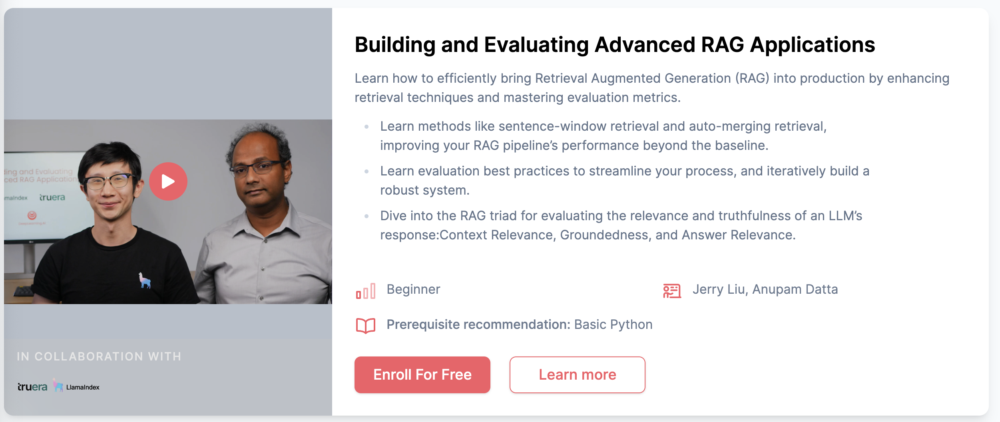 Building and Evaluating Advanced RAG Applications
Learn how to efficiently bring Retrieval Augmented Generation (RAG) into production by enhancing
retrieval techniques and mastering evaluation metrics.
Learn methods like sentence-window retrieval and auto-merging retrieval,
improving your RAG pipeline’s performance beyond the baseline.
Learn evaluation best practices to streamline your process, and iteratively build a
robust system.
Dive into the RAG triad for evaluating the relevance and truthfulness of an LLM’s
response:Context Relevance, Groundedness, and Answer Relevance.
Beginner
Jerry Liu, Anupam Datta
Prerequisite recommendation: Basic Python
Enroll For Free
Learn more
ding and Evaluating
ced RAG Applications
maIndex truera
DeepLearning.AI
IN COLLABORATION WITH
truera LlamaIndex